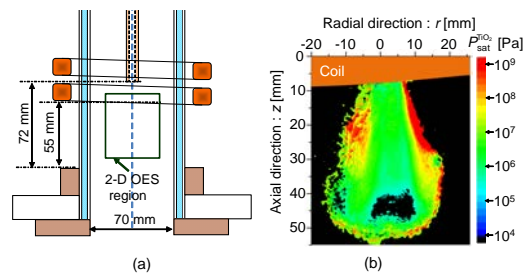 (a)
72 mm
55 mm
2-D OES
region
70 mm
(a)
Radial direction : r [mm]
P_sat^TiO2 [Pa]
-20 -10 0 10 20
Coil
Axial direction : z [mm]
0
10
20
30
40
50
10^9
10^8
10^7
10^6
10^5
10^4
(b)
(b)